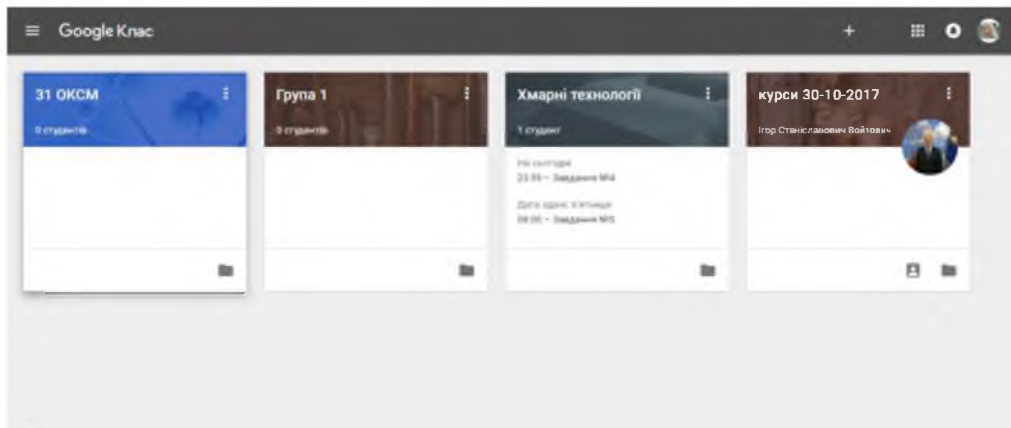 Google Клас
31 ОКСМ
0 студентів
Група 1
0 студентів
Хмарні технології
1 студент
На сьогодні
23:59 – Завдання №4
Дата здачі: п'ятниця
08:00 – Завдання №5
курси 30-10-2017
Ігор Станіславович Войтович